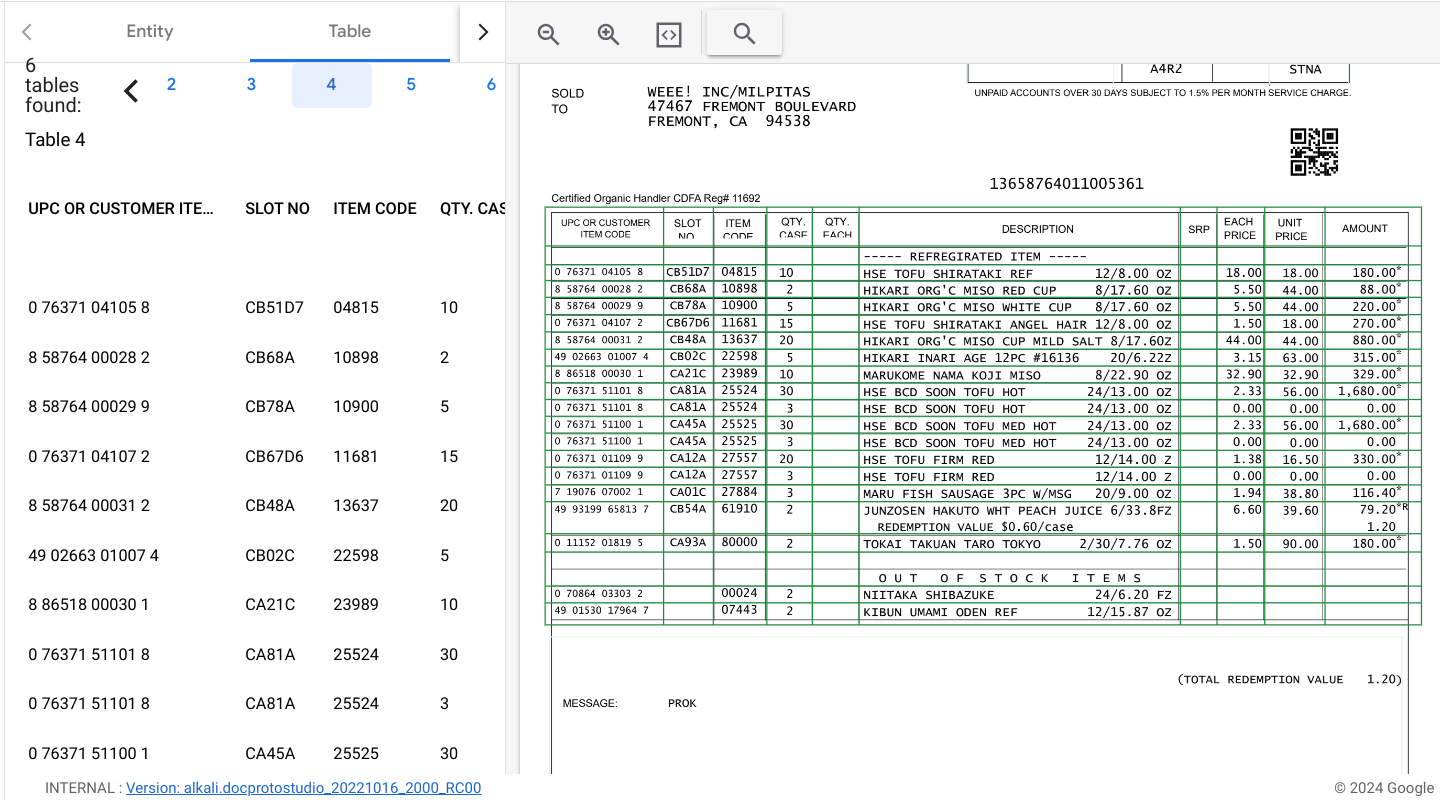 Entity Table
6 tables found: 2 3 4 5 6
Table 4
UPC OR CUSTOMER ITE... SLOT NO ITEM CODE QTY. CAS
0 76371 04105 8 CB51D7 04815 10
8 58764 00028 2 CB68A 10898 2
8 58764 00029 9 CB78A 10900 5
0 76371 04107 2 CB67D6 11681 15
8 58764 00031 2 CB48A 13637 20
49 02663 01007 4 CB02C 22598 5
8 86518 00030 1 CA21C 23989 10
0 76371 51101 8 CA81A 25524 30
0 76371 51101 8 CA81A 25524 3
0 76371 51100 1 CA45A 25525 30
A4R2 STNA
UNPAID ACCOUNTS OVER 30 DAYS SUBJECT TO 1.5% PER MONTH SERVICE CHARGE.
SOLD TO
WEEE! INC/MILPITAS
47467 FREMONT BOULEVARD
FREMONT, CA 94538
13658764011005361
Certified Organic Handler CDFA Reg# 11692
UPC OR CUSTOMER ITEM CODE SLOT NO. ITEM CODE QTY. CASE QTY. EACH DESCRIPTION SRP EACH PRICE UNIT PRICE AMOUNT
----- REFREGIRATED ITEM -----
0 76371 04105 8 CB51D7 04815 10 HSE TOFU SHIRATAKI REF 12/8.00 OZ 18.00 18.00 180.00*
8 58764 00028 2 CB68A 10898 2 HIKARI ORG'C MISO RED CUP 8/17.60 OZ 5.50 44.00 88.00*
8 58764 00029 9 CB78A 10900 5 HIKARI ORG'C MISO WHITE CUP 8/17.60 OZ 5.50 44.00 220.00*
0 76371 04107 2 CB67D6 11681 15 HSE TOFU SHIRATAKI ANGEL HAIR 12/8.00 OZ 1.50 18.00 270.00*
8 58764 00031 2 CB48A 13637 20 HIKARI ORG'C MISO CUP MILD SALT 8/17.60Z 44.00 44.00 880.00*
49 02663 01007 4 CB02C 22598 5 HIKARI INARI AGE 12PC #16136 20/6.22Z 3.15 63.00 315.00*
8 86518 00030 1 CA21C 23989 10 MARUKOME NAMA KOJI MISO 8/22.90 OZ 32.90 32.90 329.00*
0 76371 51101 8 CA81A 25524 30 HSE BCD SOON TOFU HOT 24/13.00 OZ 2.33 56.00 1,680.00*
0 76371 51101 8 CA81A 25524 3 HSE BCD SOON TOFU HOT 24/13.00 OZ 0.00 0.00 0.00
0 76371 51100 1 CA45A 25525 30 HSE BCD SOON TOFU MED HOT 24/13.00 OZ 2.33 56.00 1,680.00*
0 76371 51100 1 CA45A 25525 3 HSE BCD SOON TOFU MED HOT 24/13.00 OZ 0.00 0.00 0.00
0 76371 01109 9 CA12A 27557 20 HSE TOFU FIRM RED 12/14.00 Z 1.38 16.50 330.00*
0 76371 01109 9 CA12A 27557 3 HSE TOFU FIRM RED 12/14.00 Z 0.00 0.00 0.00
7 19076 07002 1 CA01C 27884 3 MARU FISH SAUSAGE 3PC W/MSG 20/9.00 OZ 1.94 38.80 116.40*
49 93199 65813 7 CB54A 61910 2 JUNZOSEN HAKUTO WHT PEACH JUICE 6/33.8FZ 6.60 39.60 79.20*R
REDEMPTION VALUE $0.60/case 1.20
0 11152 01819 5 CA93A 80000 2 TOKAI TAKUAN TARO TOKYO 2/30/7.76 OZ 1.50 90.00 180.00*
OUT OF STOCK ITEMS
0 70864 03303 2 00024 2 NIITAKA SHIBAZUKE 24/6.20 FZ
49 01530 17964 7 07443 2 KIBUN UMAMI ODEN REF 12/15.87 OZ
(TOTAL REDEMPTION VALUE 1.20)
MESSAGE: PROK
INTERNAL : Version: alkali.docprotostudio_20221016_2000_RC00
© 2024 Google